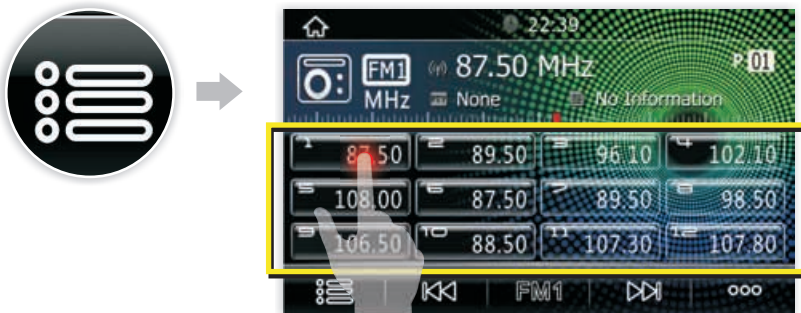 22:39
FM1 87.50 MHz P 01
MHz None No Information
1 87.50 2 89.50 3 96.10 4 102.10
5 108.00 6 87.50 7 89.50 8 98.50
9 106.50 10 88.50 11 107.30 12 107.80
FM1